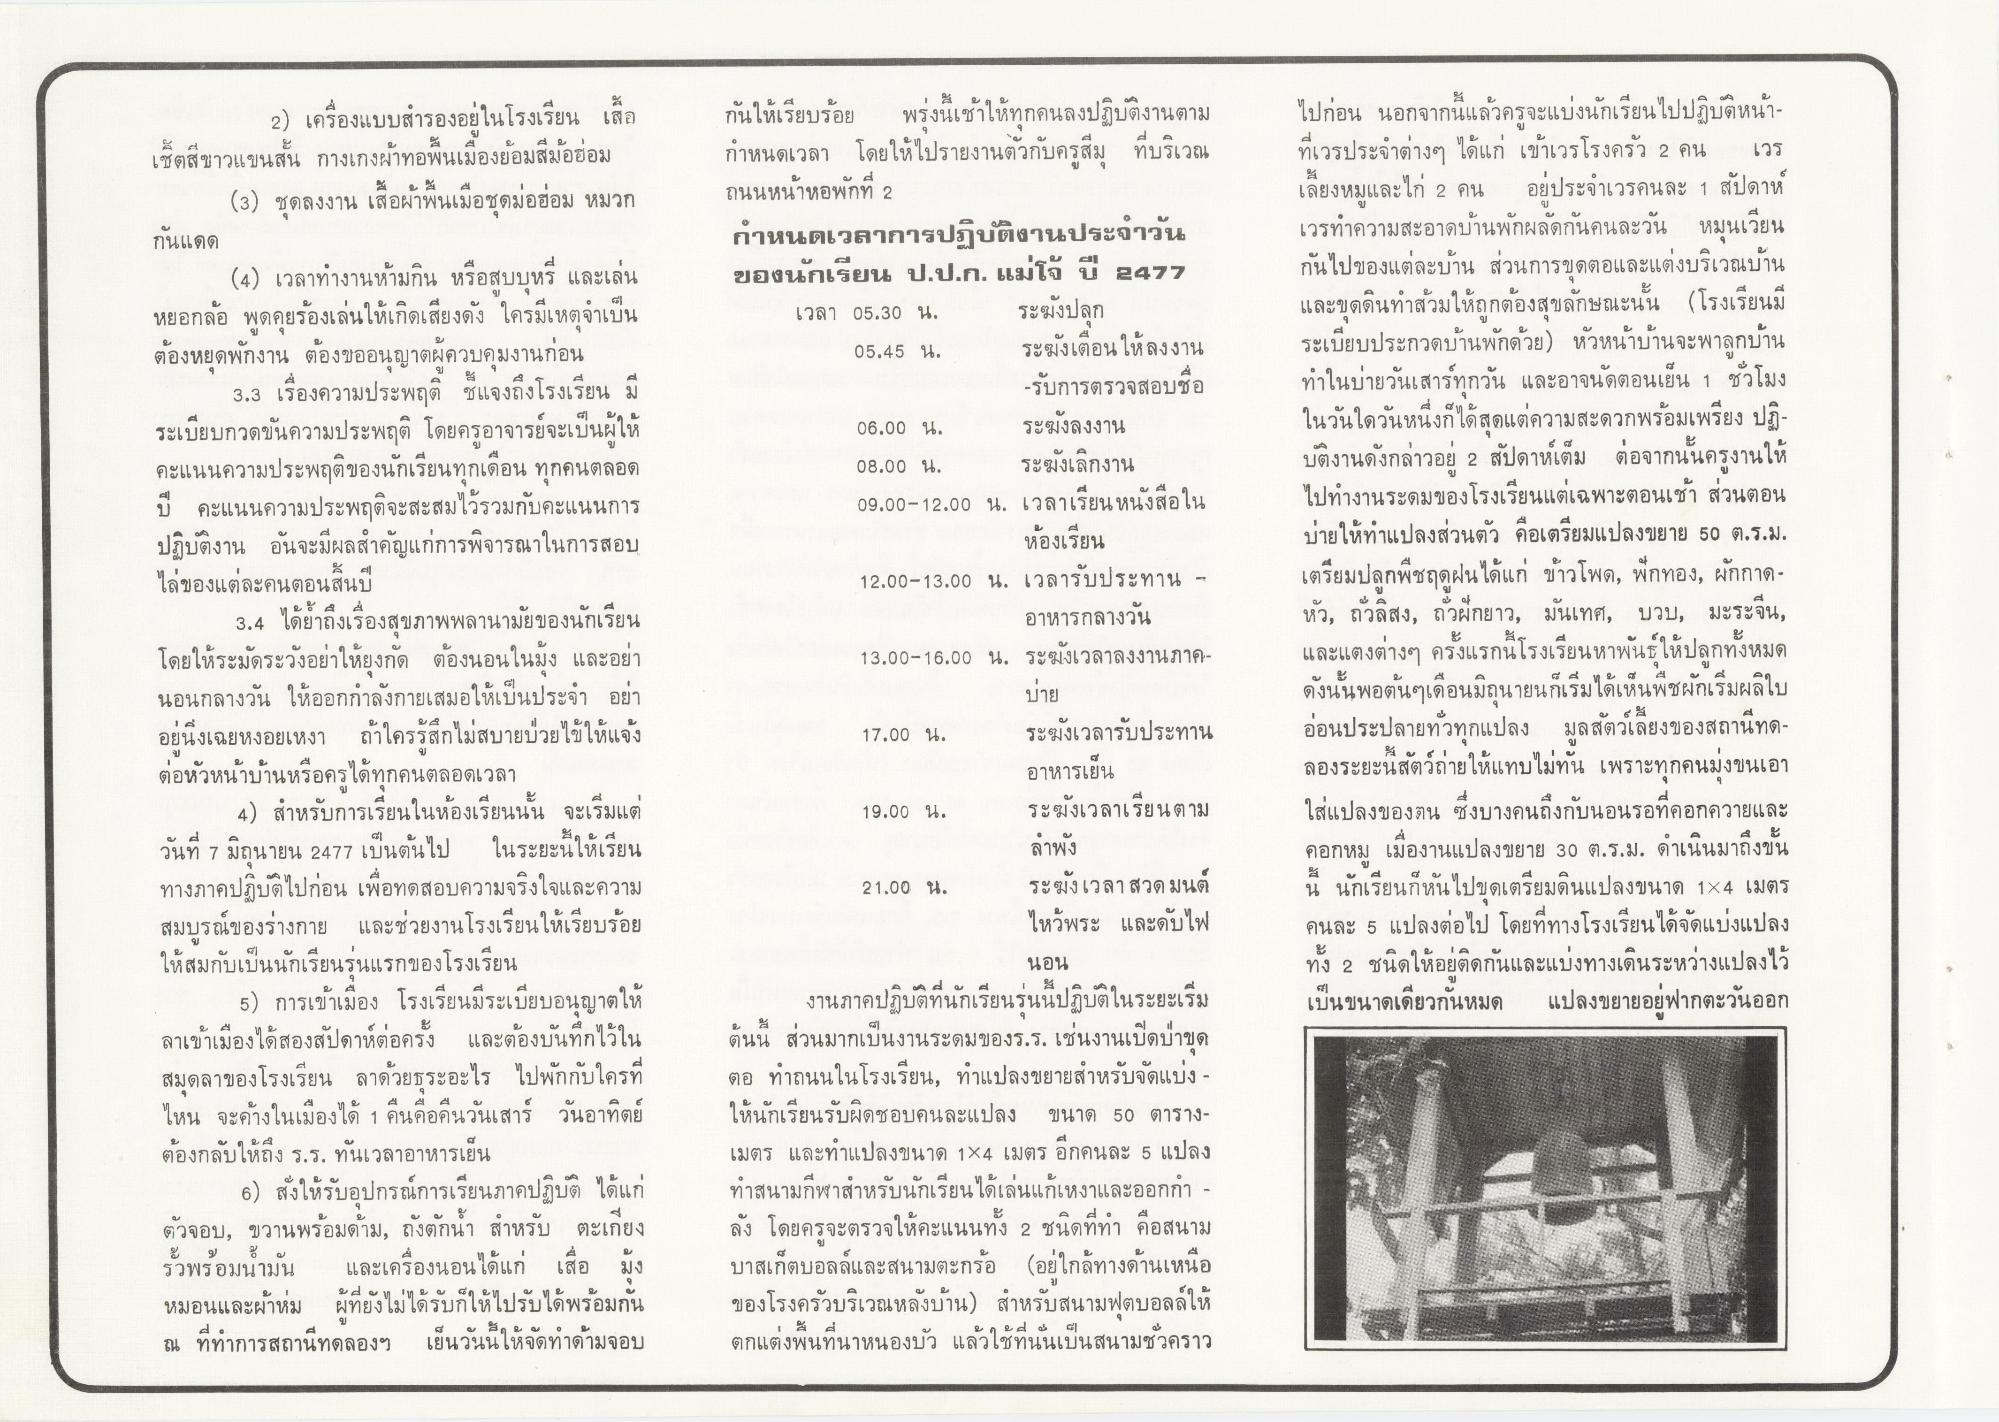 2) เครื่องแบบสำรองอยู่ในโรงเรียน เสื้อ
เชิ๊ตสีขาวแขนสั้น กางเกงผ้าทอพื้นเมืองย้อมสีม้อฮ่อม
(3) ชุดลงงาน เสื้อผ้าพื้นเมือชุดม่อฮ่อม หมวก
กันแดด
(4) เวลาทำงานห้ามกิน หรือสูบบุหรี่ และเล่น
หยอกล้อ พูดคุยร้องเล่นให้เกิดเสียงดัง ใครมีเหตุจำเป็น
ต้องหยุดพักงาน ต้องขออนุญาตผู้ควบคุมงานก่อน
3.3 เรื่องความประพฤติ ชี้แจงถึงโรงเรียน มี
ระเบียบกวดขันความประพฤติ โดยครูอาจารย์จะเป็นผู้ให้
คะแนนความประพฤติของนักเรียนทุกเดือน ทุกคนตลอด
ปี คะแนนความประพฤติจะสะสมไว้รวมกับคะแนนการ
ปฏิบัติงาน อันจะมีผลสำคัญแก่การพิจารณาในการสอบ
ไล่ของแต่ละคนตอนสิ้นปี
3.4 ได้ย้ำถึงเรื่องสุขภาพพลานามัยของนักเรียน
โดยให้ระมัดระวังอย่าให้ยุงกัด ต้องนอนในมุ้ง และอย่า
นอนกลางวัน ให้ออกกำลังกายเสมอให้เป็นประจำ อย่า
อยู่นิ่งเฉยหงอยเหงา ถ้าใครรู้สึกไม่สบายป่วยไข้ให้แจ้ง
ต่อหัวหน้าบ้านหรือครูได้ทุกคนตลอดเวลา
4) สำหรับการเรียนในห้องเรียนนั้น จะเริ่มแต่
วันที่ 7 มิถุนายน 2477 เป็นต้นไป ในระยะนี้ให้เรียน
ทางภาคปฏิบัติไปก่อน เพื่อทดสอบความจริงใจและความ
สมบูรณ์ของร่างกาย และช่วยงานโรงเรียนให้เรียบร้อย
ให้สมกับเป็นนักเรียนรุ่นแรกของโรงเรียน
5) การเข้าเมือง โรงเรียนมีระเบียบอนุญาตให้
ลาเข้าเมืองได้สองสัปดาห์ต่อครั้ง และต้องบันทึกไว้ใน
สมุดลาของโรงเรียน ลาด้วยธุระอะไร ไปพักกับใครที่
ไหน จะค้างในเมืองได้ 1 คืนคือคืนวันเสาร์ วันอาทิตย์
ต้องกลับให้ถึง ร.ร. ทันเวลาอาหารเย็น
6) สั่งให้รับอุปกรณ์การเรียนภาคปฏิบัติ ได้แก่
ตัวจอบ, ขวานพร้อมด้าม, ถังตักน้ำ สำหรับ ตะเกียง
รั้วพร้อมน้ำมัน และเครื่องนอนได้แก่ เสื่อ มุ้ง
หมอนและผ้าห่ม ผู้ที่ยังไม่ได้รับก็ให้ไปรับได้พร้อมกัน
ณ ที่ทำการสถานีทดลองฯ เย็นวันนี้ให้จัดทำด้ามจอบ
กันให้เรียบร้อย พรุ่งนี้เช้าให้ทุกคนลงปฏิบัติงานตาม
กำหนดเวลา โดยให้ไปรายงานตัวกับครูสีมุ ที่บริเวณ
ถนนหน้าหอพักที่ 2
กำหนดเวลาการปฏิบัติงานประจำวัน
ของนักเรียน ป.ป.ก. แม่โจ้ ปี 2477
เวลา 05.30 น. ระฆังปลุก
05.45 น. ระฆังเตือนให้ลงงาน
-รับการตรวจสอบชื่อ
06.00 น. ระฆังลงงาน
08.00 น. ระฆังเลิกงาน
09.00-12.00 น. เวลาเรียนหนังสือใน
ห้องเรียน
12.00-13.00 น. เวลารับประทาน -
อาหารกลางวัน
13.00-16.00 น. ระฆังเวลาลงงานภาค-
บ่าย
17.00 น. ระฆังเวลารับประทาน
อาหารเย็น
19.00 น. ระฆังเวลาเรียนตาม
ลำพัง
21.00 น. ระฆังเวลาสวดมนต์
ไหว้พระ และดับไฟ
นอน
งานภาคปฏิบัติที่นักเรียนรุ่นนี้ปฏิบัติในระยะเริ่ม
ต้นนี้ ส่วนมากเป็นงานระดมของร.ร. เช่นงานเปิดป่าขุด
ตอ ทำถนนในโรงเรียน, ทำแปลงขยายสำหรับจัดแบ่ง -
ให้นักเรียนรับผิดชอบคนละแปลง ขนาด 50 ตาราง-
เมตร และทำแปลงขนาด 1×4 เมตร อีกคนละ 5 แปลง
ทำสนามกีฬาสำหรับนักเรียนได้เล่นแก้เหงาและออกกำ -
ลัง โดยครูจะตรวจให้คะแนนทั้ง 2 ชนิดที่ทำ คือสนาม
บาสเก็ตบอลล์และสนามตะกร้อ (อยู่ใกล้ทางด้านเหนือ
ของโรงครัวบริเวณหลังบ้าน) สำหรับสนามฟุตบอลล์ให้
ตกแต่งพื้นที่นาหนองบัว แล้วใช้ที่นั่นเป็นสนามชั่วคราว
ไปก่อน นอกจากนี้แล้วครูจะแบ่งนักเรียนไปปฏิบัติหน้า-
ที่เวรประจำต่างๆ ได้แก่ เข้าเวรโรงครัว 2 คน เวร
เลี้ยงหมูและไก่ 2 คน อยู่ประจำเวรคนละ 1 สัปดาห์
เวรทำความสะอาดบ้านพักผลัดกันคนละวัน หมุนเวียน
กันไปของแต่ละบ้าน ส่วนการขุดตอและแต่งบริเวณบ้าน
และขุดดินทำส้วมให้ถูกต้องสุขลักษณะนั้น (โรงเรียนมี
ระเบียบประกวดบ้านพักด้วย) หัวหน้าบ้านจะพาลูกบ้าน
ทำในบ่ายวันเสาร์ทุกวัน และอาจนัดตอนเย็น 1 ชั่วโมง
ในวันใดวันหนึ่งก็ได้สุดแต่ความสะดวกพร้อมเพรียง ปฏิ-
บัติงานดังกล่าวอยู่ 2 สัปดาห์เต็ม ต่อจากนั้นครูงานให้
ไปทำงานระดมของโรงเรียนแต่เฉพาะตอนเช้า ส่วนตอน
บ่ายให้ทำแปลงส่วนตัว คือเตรียมแปลงขยาย 50 ต.ร.ม.
เตรียมปลูกพืชฤดูฝนได้แก่ ข้าวโพด, ฟักทอง, ผักกาด-
หัว, ถั่วลิสง, ถั่วฝักยาว, มันเทศ, บวบ, มะระจีน,
และแตงต่างๆ ครั้งแรกนี้โรงเรียนหาพันธุ์ให้ปลูกทั้งหมด
ดังนั้นพอต้นๆเดือนมิถุนายนก็เริ่มได้เห็นพืชผักเริ่มผลิใบ
อ่อนประปลายทั่วทุกแปลง มูลสัตว์เลี้ยงของสถานีทด-
ลองระยะนี้สัตว์ถ่ายให้แทบไม่ทัน เพราะทุกคนมุ่งขนเอา
ใส่แปลงของตน ซึ่งบางคนถึงกับนอนรอที่คอกควายและ
คอกหมู เมื่องานแปลงขยาย 30 ต.ร.ม. ดำเนินมาถึงขั้น
นี้ นักเรียนก็หันไปขุดเตรียมดินแปลงขนาด 1×4 เมตร
คนละ 5 แปลงต่อไป โดยที่ทางโรงเรียนได้จัดแบ่งแปลง
ทั้ง 2 ชนิดให้อยู่ติดกันและแบ่งทางเดินระหว่างแปลงไว้
เป็นขนาดเดียวกันหมด แปลงขยายอยู่ฟากตะวันออก